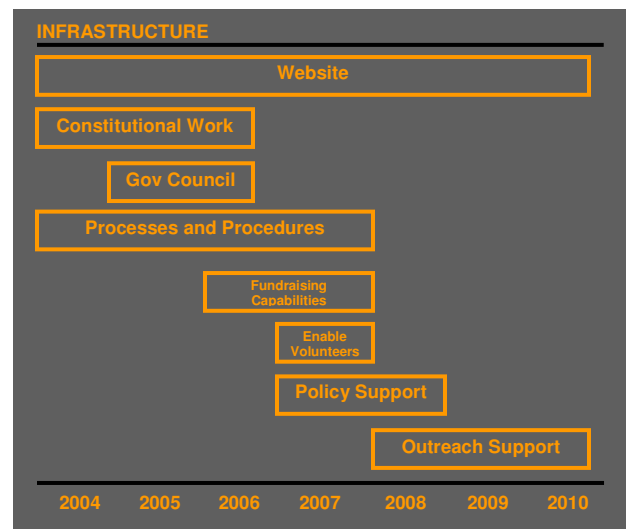 INFRASTRUCTURE
Website
Constitutional Work
Gov Council
Processes and Procedures
Fundraising
Capabilities
Enable
Volunteers
Policy Support
Outreach Support
2004 2005 2006 2007 2008 2009 2010